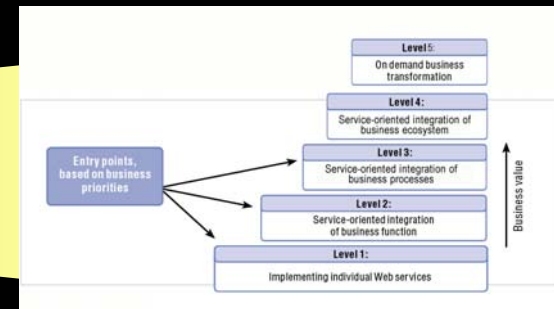 Level 5:
On demand business
transformation
Level 4:
Service-oriented integration of
business ecosystem
Entry points,
based on business
priorities
Level 3:
Service-oriented integration of
business processes
Level 2:
Service-oriented integration
of business function
Level 1:
Implementing individual Web services
Business value